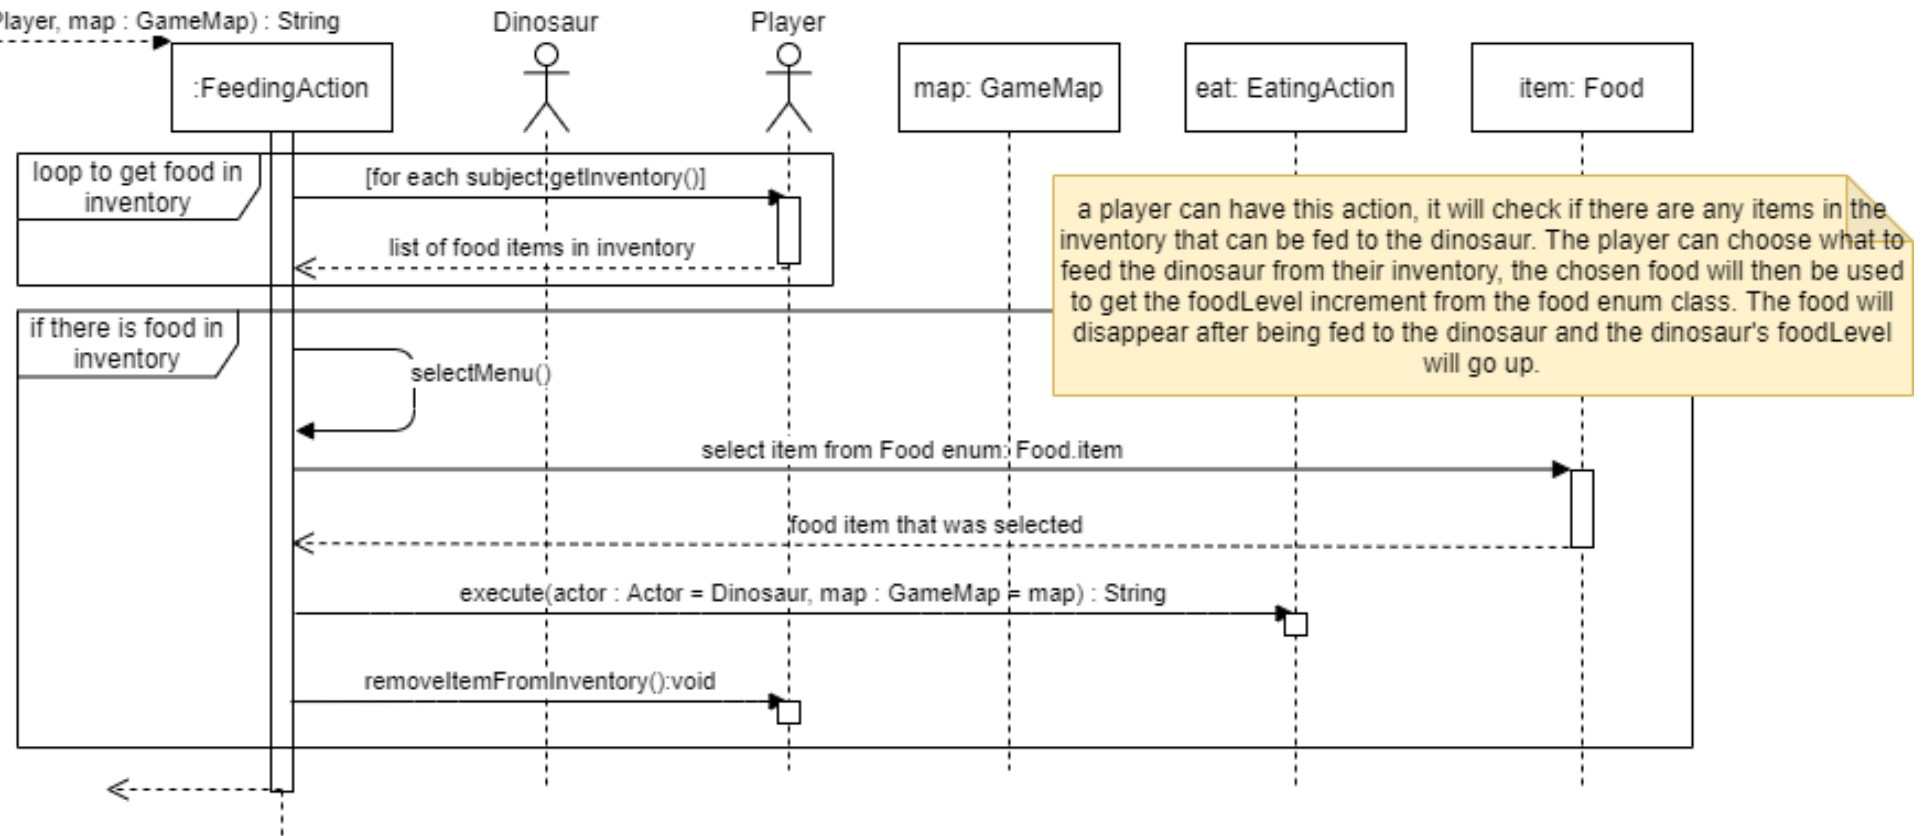 Player, map : GameMap) : String
Dinosaur
Player
:FeedingAction
map: GameMap
eat: EatingAction
item: Food
loop to get food in
inventory
[for each subject:getInventory()]
list of food items in inventory
a player can have this action, it will check if there are any items in the
inventory that can be fed to the dinosaur. The player can choose what to
feed the dinosaur from their inventory, the chosen food will then be used
to get the foodLevel increment from the food enum class. The food will
disappear after being fed to the dinosaur and the dinosaur's foodLevel
will go up.
if there is food in
inventory
selectMenu()
select item from Food enum: Food.item
food item that was selected
execute(actor : Actor = Dinosaur, map : GameMap = map) : String
removeItemFromInventory():void